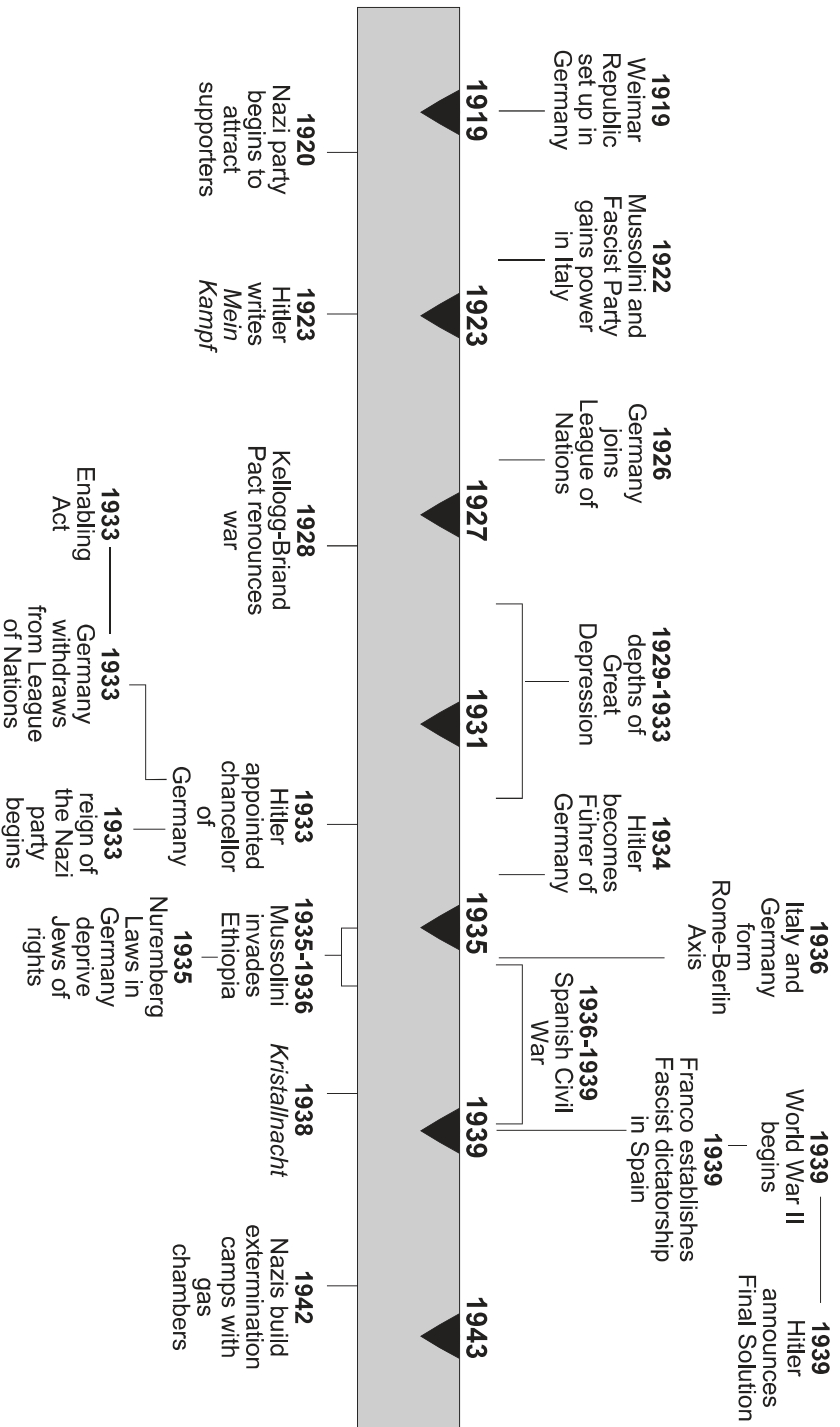 1919
Weimar
Republic
set up in
Germany
1922
Mussolini and
Fascist Party
gains power
in Italy
1926
Germany
joins
League of
Nations
1929-1933
depths of
Great
Depression
1934
Hitler
becomes
Führer of
Germany
1936
Italy and
Germany
form
Rome-Berlin
Axis
1936-1939
Spanish Civil
War
1939
World War II
begins
1939
Franco establishes
Fascist dictatorship
in Spain
1939
Hitler
announces
Final Solution
1919
1923
1927
1931
1935
1939
1943
1920
Nazi party
begins to
attract
supporters
1923
Hitler
writes
Mein
Kampf
1928
Kellogg-Briand
Pact renounces
war
1933
Hitler
appointed
chancellor
of
Germany
1933
Enabling
Act
1933
Germany
withdraws
from League
of Nations
1933
reign of
the Nazi
party
begins
1935-1936
Mussolini
invades
Ethiopia
1935
Nuremberg
Laws in
Germany
deprive
Jews of
rights
1938
Kristallnacht
1942
Nazis build
extermination
camps with
gas
chambers